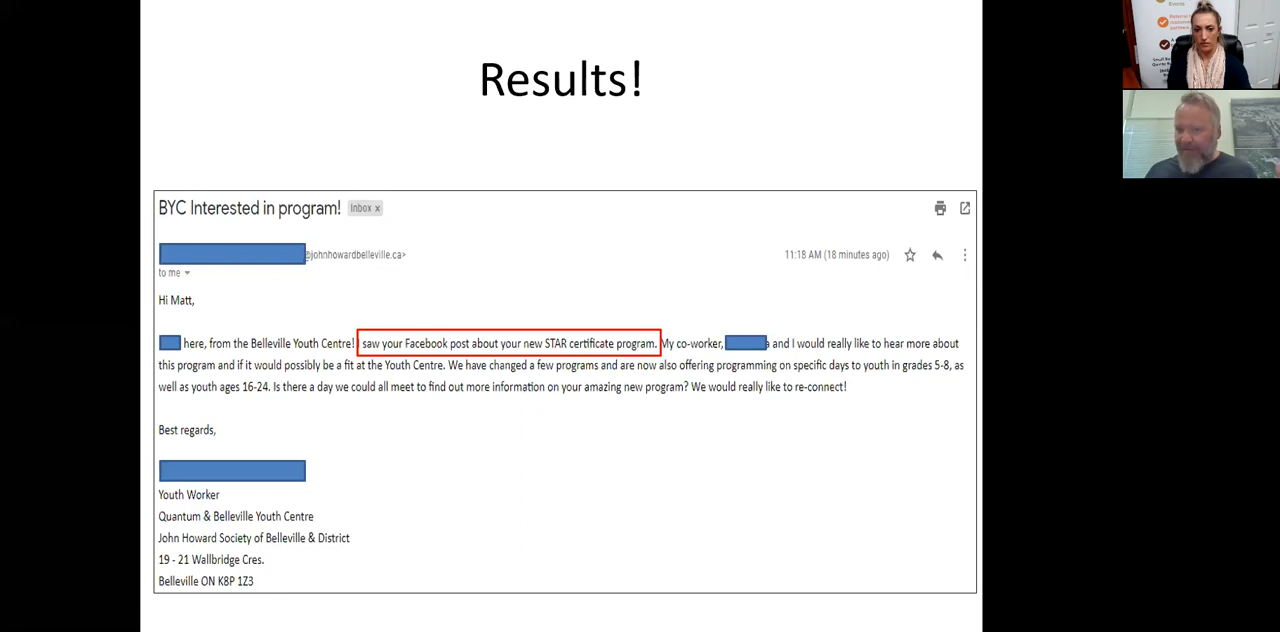 Results!
Events
Referral
partners
BYC Interested in program! Inbox x
@johnhowardbelleville.ca>
11:18 AM (18 minutes ago)
to me
Hi Matt,
here, from the Belleville Youth Centre! I saw your Facebook post about your new STAR certificate program. My co-worker, a and I would really like to hear more about
this program and if it would possibly be a fit at the Youth Centre. We have changed a few programs and are now also offering programming on specific days to youth in grades 5-8, as
well as youth ages 16-24. Is there a day we could all meet to find out more information on your amazing new program? We would really like to re-connect!
Best regards,
Youth Worker
Quantum & Belleville Youth Centre
John Howard Society of Belleville & District
19 - 21 Wallbridge Cres.
Belleville ON K8P 1Z3